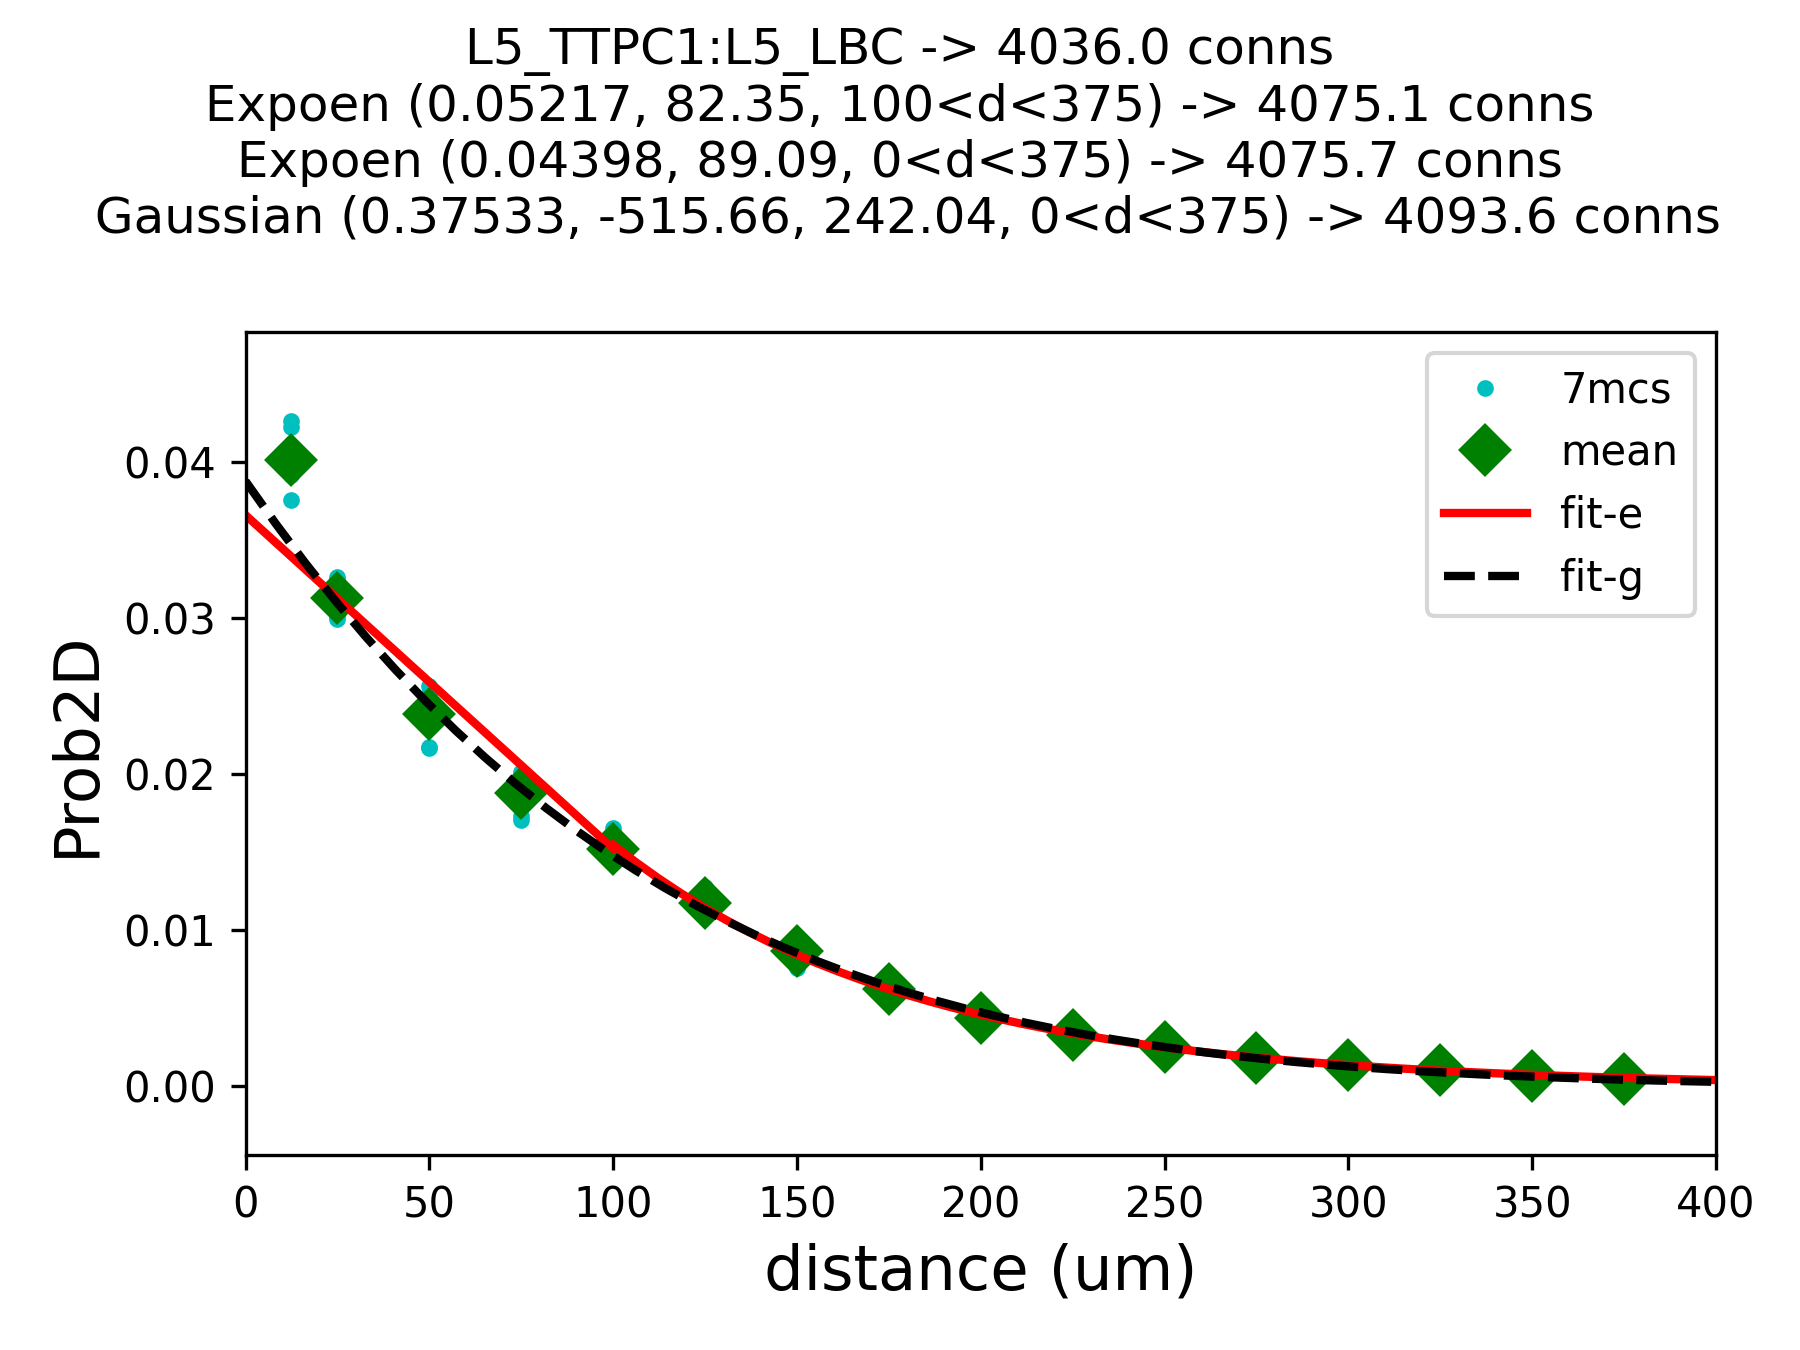 L5_TTPC1:L5_LBC -> 4036.0 conns
Expoen (0.05217, 82.35, 100<d<375) -> 4075.1 conns
Expoen (0.04398, 89.09, 0<d<375) -> 4075.7 conns
Gaussian (0.37533, -515.66, 242.04, 0<d<375) -> 4093.6 conns
7mcs
mean
fit-e
fit-g
0.04
0.03
0.02
0.01
0.00
Prob2D
0 50 100 150 200 250 300 350 400
distance (um)